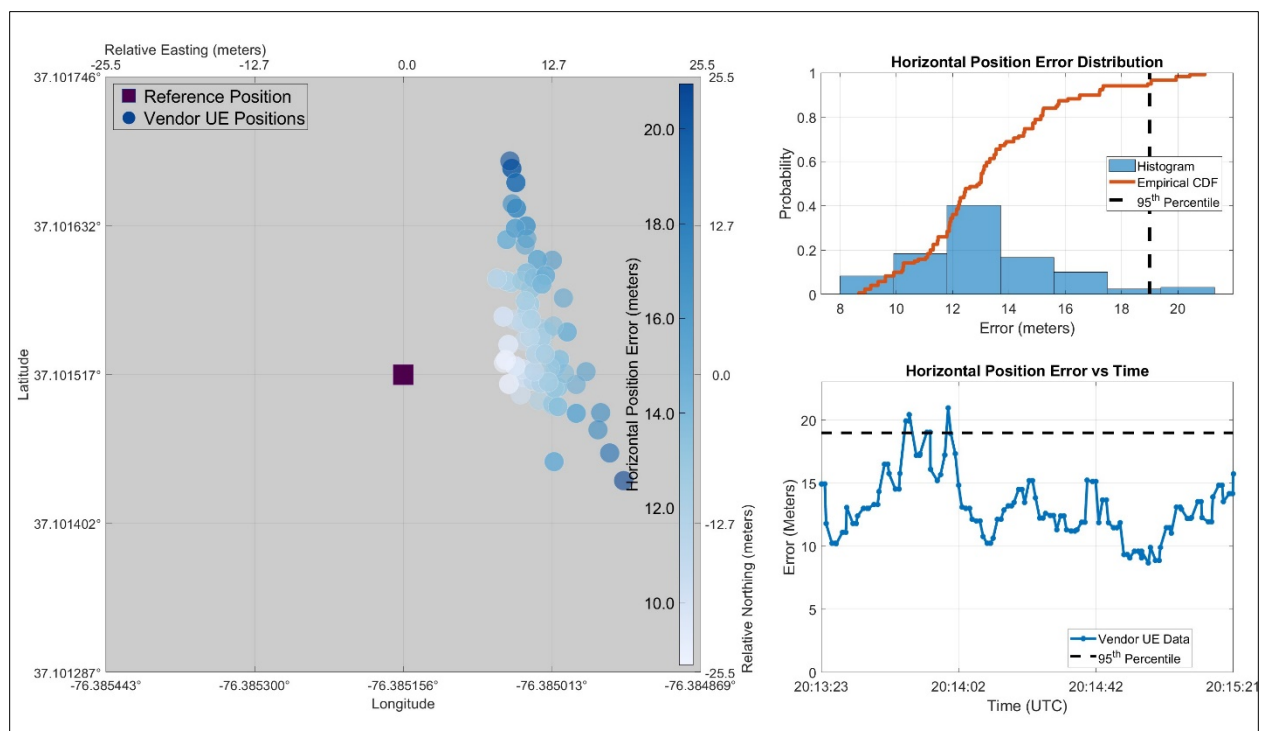 Relative Easting (meters)
-25.5 -12.7 0.0 12.7 25.5
37.101746°
37.101632°
37.101517°
37.101402°
37.101287°
Latitude
Reference Position
Vendor UE Positions
Horizontal Position Error (meters)
20.0
18.0
16.0
14.0
12.0
10.0
25.5
12.7
0.0
-12.7
-25.5
Relative Northing (meters)
-76.385443° -76.385300° -76.385156° -76.385013° -76.384869°
Longitude
Horizontal Position Error Distribution
1
0.8
0.6
0.4
0.2
0
Probability
Histogram
Empirical CDF
95th Percentile
8 10 12 14 16 18 20
Error (meters)
Horizontal Position Error vs Time
20
15
10
5
0
Error (Meters)
Vendor UE Data
95th Percentile
20:13:23 20:14:02 20:14:42 20:15:21
Time (UTC)